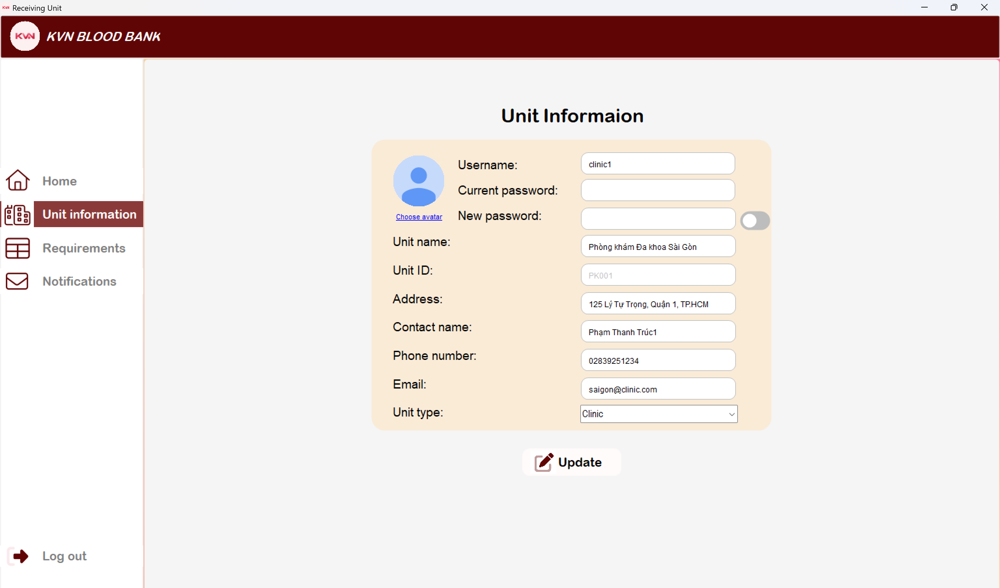 KVN Receiving Unit
KVN KVN BLOOD BANK
Home
Unit information
Requirements
Notifications
Log out
Unit Informaion
Choose avatar
Username: clinic1
Current password:
New password:
Unit name: Phòng khám Đa khoa Sài Gòn
Unit ID: PK001
Address: 125 Lý Tự Trọng, Quận 1, TP.HCM
Contact name: Phạm Thanh Trúc1
Phone number: 02839251234
Email: saigon@clinic.com
Unit type: Clinic
Update